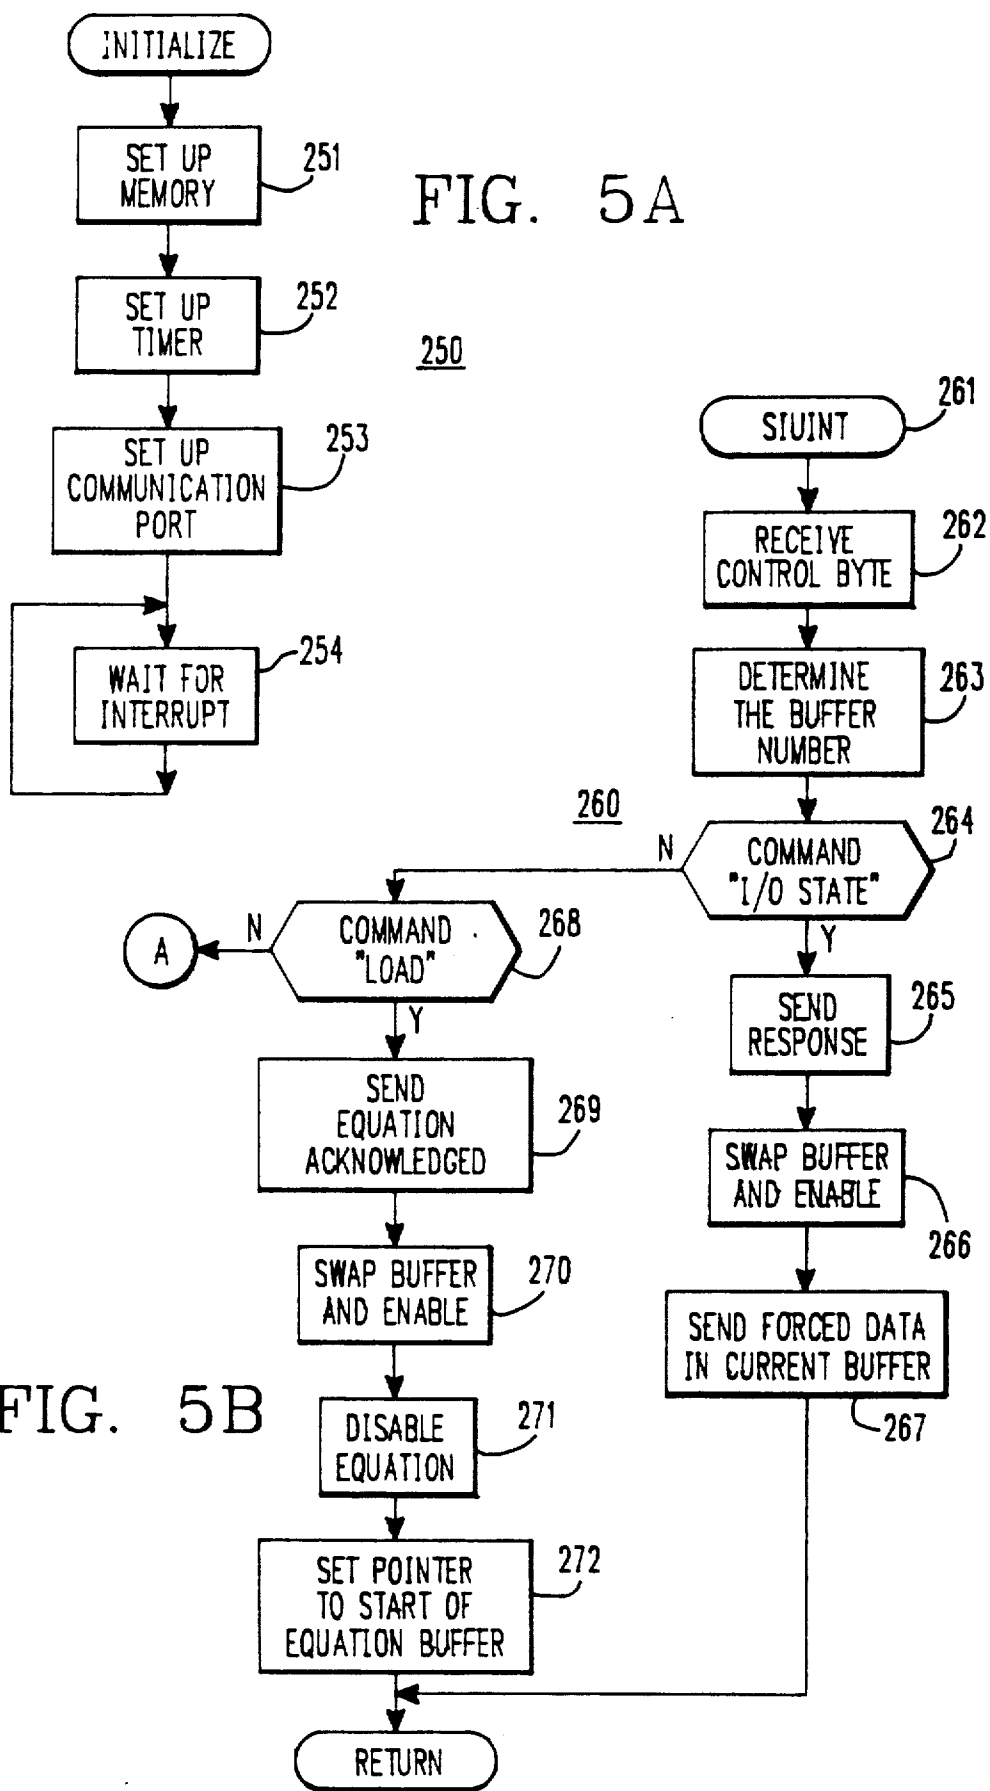 INITIALIZE
SET UP
MEMORY
251
FIG. 5A
SET UP
TIMER
252
250
SET UP
COMMUNICATION
PORT
253
WAIT FOR
INTERRUPT
254
SIUINT
261
RECEIVE
CONTROL BYTE
262
DETERMINE
THE BUFFER
NUMBER
263
260
COMMAND
"I/O STATE"
264
N
Y
COMMAND
"LOAD"
268
N
A
Y
SEND
RESPONSE
265
SEND
EQUATION
ACKNOWLEDGED
269
SWAP BUFFER
AND ENABLE
266
SWAP BUFFER
AND ENABLE
270
SEND FORCED DATA
IN CURRENT BUFFER
267
FIG. 5B
DISABLE
EQUATION
271
SET POINTER
TO START OF
EQUATION BUFFER
272
RETURN